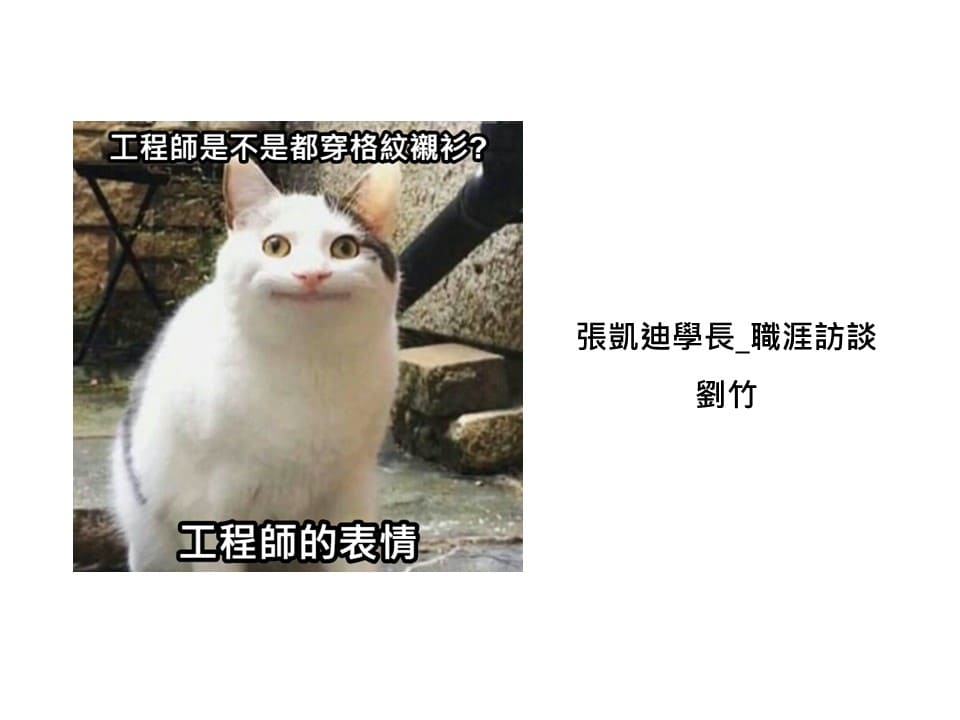 工程師是不是都穿格紋襯衫?
工程師的表情
張凱迪學長_職涯訪談
劉竹